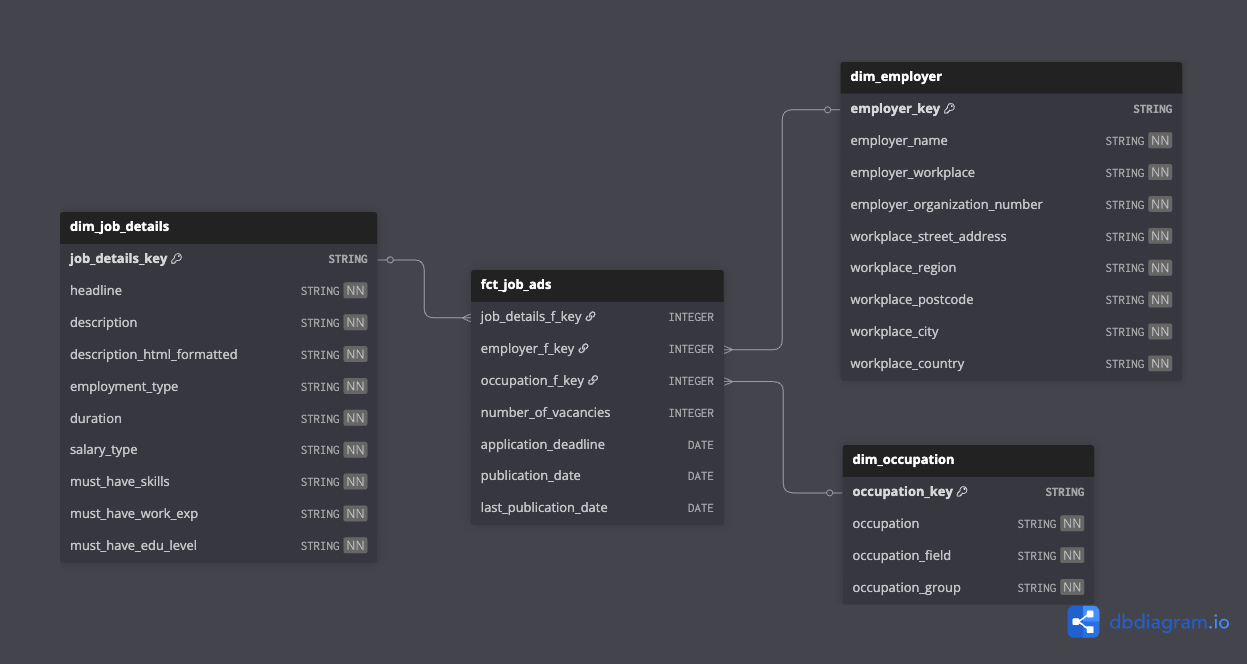 dim_job_details
job_details_key STRING
headline STRING NN
description STRING NN
description_html_formatted STRING NN
employment_type STRING NN
duration STRING NN
salary_type STRING NN
must_have_skills STRING NN
must_have_work_exp STRING NN
must_have_edu_level STRING NN
fct_job_ads
job_details_f_key INTEGER
employer_f_key INTEGER
occupation_f_key INTEGER
number_of_vacancies INTEGER
application_deadline DATE
publication_date DATE
last_publication_date DATE
dim_employer
employer_key STRING
employer_name STRING NN
employer_workplace STRING NN
employer_organization_number STRING NN
workplace_street_address STRING NN
workplace_region STRING NN
workplace_postcode STRING NN
workplace_city STRING NN
workplace_country STRING NN
dim_occupation
occupation_key STRING
occupation STRING NN
occupation_field STRING NN
occupation_group STRING NN
dbdiagram.io